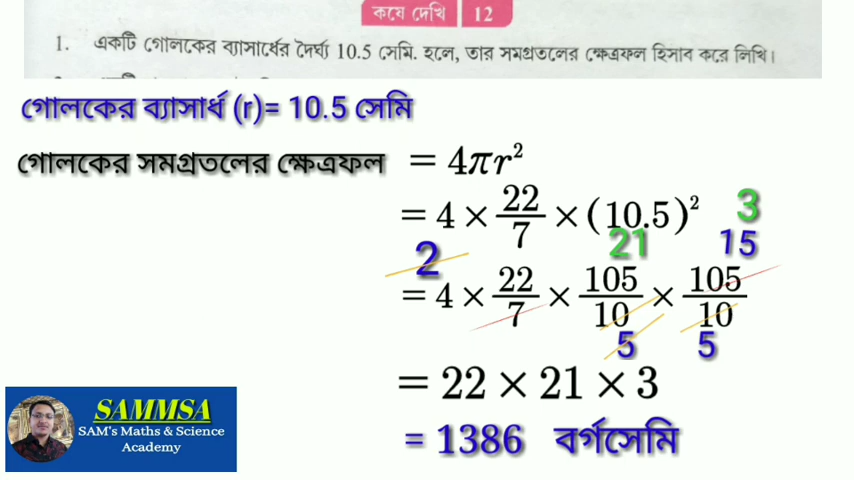 কষে দেখি 12
1. একটি গোলকের ব্যাসার্ধের দৈর্ঘ্য 10.5 সেমি. হলে, তার সমগ্রতলের ক্ষেত্রফল হিসাব করে লিখি।
গোলকের ব্যাসার্ধ (r)= 10.5 সেমি
গোলকের সমগ্রতলের ক্ষেত্রফল = 4πr²
= 4 × 22/7 × (10.5)²
3
2 21 15
= 4 × 22/7 × 105/10 × 105/10
5 5
= 22 × 21 × 3
= 1386 বর্গসেমি
SAMMSA
SAM's Maths & Science
Academy